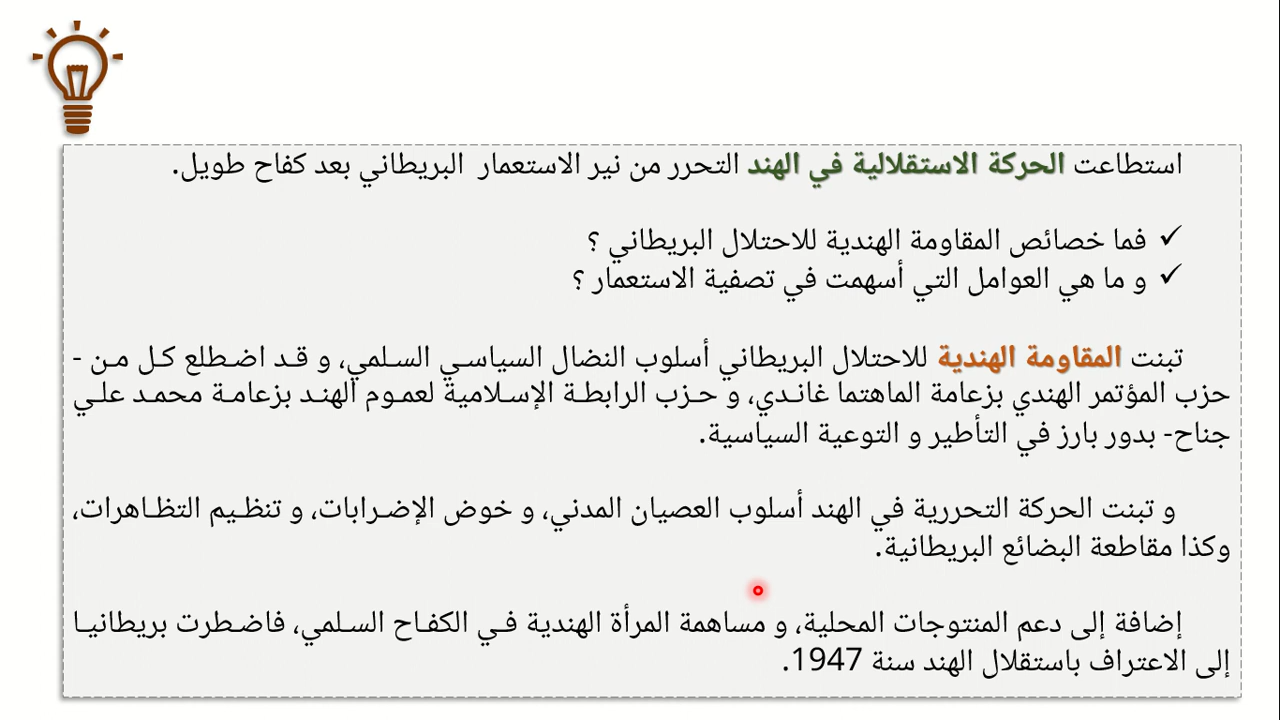 استطاعت الحركة الاستقلالية في الهند التحرر من نير الاستعمار البريطاني بعد كفاح طويل.
✓ فما خصائص المقاومة الهندية للاحتلال البريطاني ؟
✓ و ما هي العوامل التي أسهمت في تصفية الاستعمار ؟
تبنت المقاومة الهندية للاحتلال البريطاني أسلوب النضال السياسي السلمي، و قد اضطلع كل من -
حزب المؤتمر الهندي بزعامة الماهتما غاندي، و حزب الرابطة الإسلامية لعموم الهند بزعامة محمد علي
جناح- بدور بارز في التأطير و التوعية السياسية.
و تبنت الحركة التحررية في الهند أسلوب العصيان المدني، و خوض الإضرابات، و تنظيم التظاهرات،
وكذا مقاطعة البضائع البريطانية.
إضافة إلى دعم المنتوجات المحلية، و مساهمة المرأة الهندية في الكفاح السلمي، فاضطرت بريطانيا
إلى الاعتراف باستقلال الهند سنة 1947.